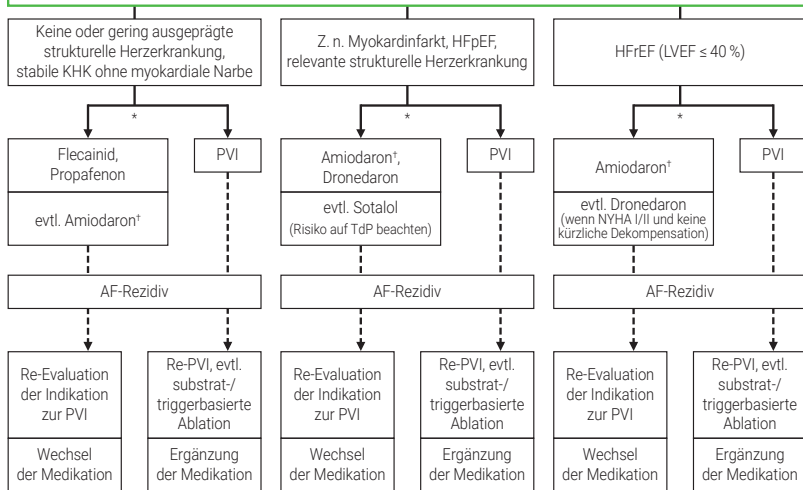 Keine oder gering ausgeprägte
strukturelle Herzerkrankung,
stabile KHK ohne myokardiale Narbe
*
Flecainid,
Propafenon
evtl. Amiodaron†
PVI
AF-Rezidiv
Re-Evaluation
der Indikation
zur PVI
Wechsel
der Medikation
Re-PVI, evtl.
substrat-/
triggerbasierte
Ablation
Ergänzung
der Medikation
Z. n. Myokardinfarkt, HFpEF,
relevante strukturelle Herzerkrankung
*
Amiodaron†,
Dronedaron
evtl. Sotalol
(Risiko auf TdP beachten)
PVI
AF-Rezidiv
Re-Evaluation
der Indikation
zur PVI
Wechsel
der Medikation
Re-PVI, evtl.
substrat-/
triggerbasierte
Ablation
Ergänzung
der Medikation
HFrEF (LVEF ≤ 40 %)
*
Amiodaron†
evtl. Dronedaron
(wenn NYHA I/II und keine
kürzliche Dekompensation)
PVI
AF-Rezidiv
Re-Evaluation
der Indikation
zur PVI
Wechsel
der Medikation
Re-PVI, evtl.
substrat-/
triggerbasierte
Ablation
Ergänzung
der Medikation